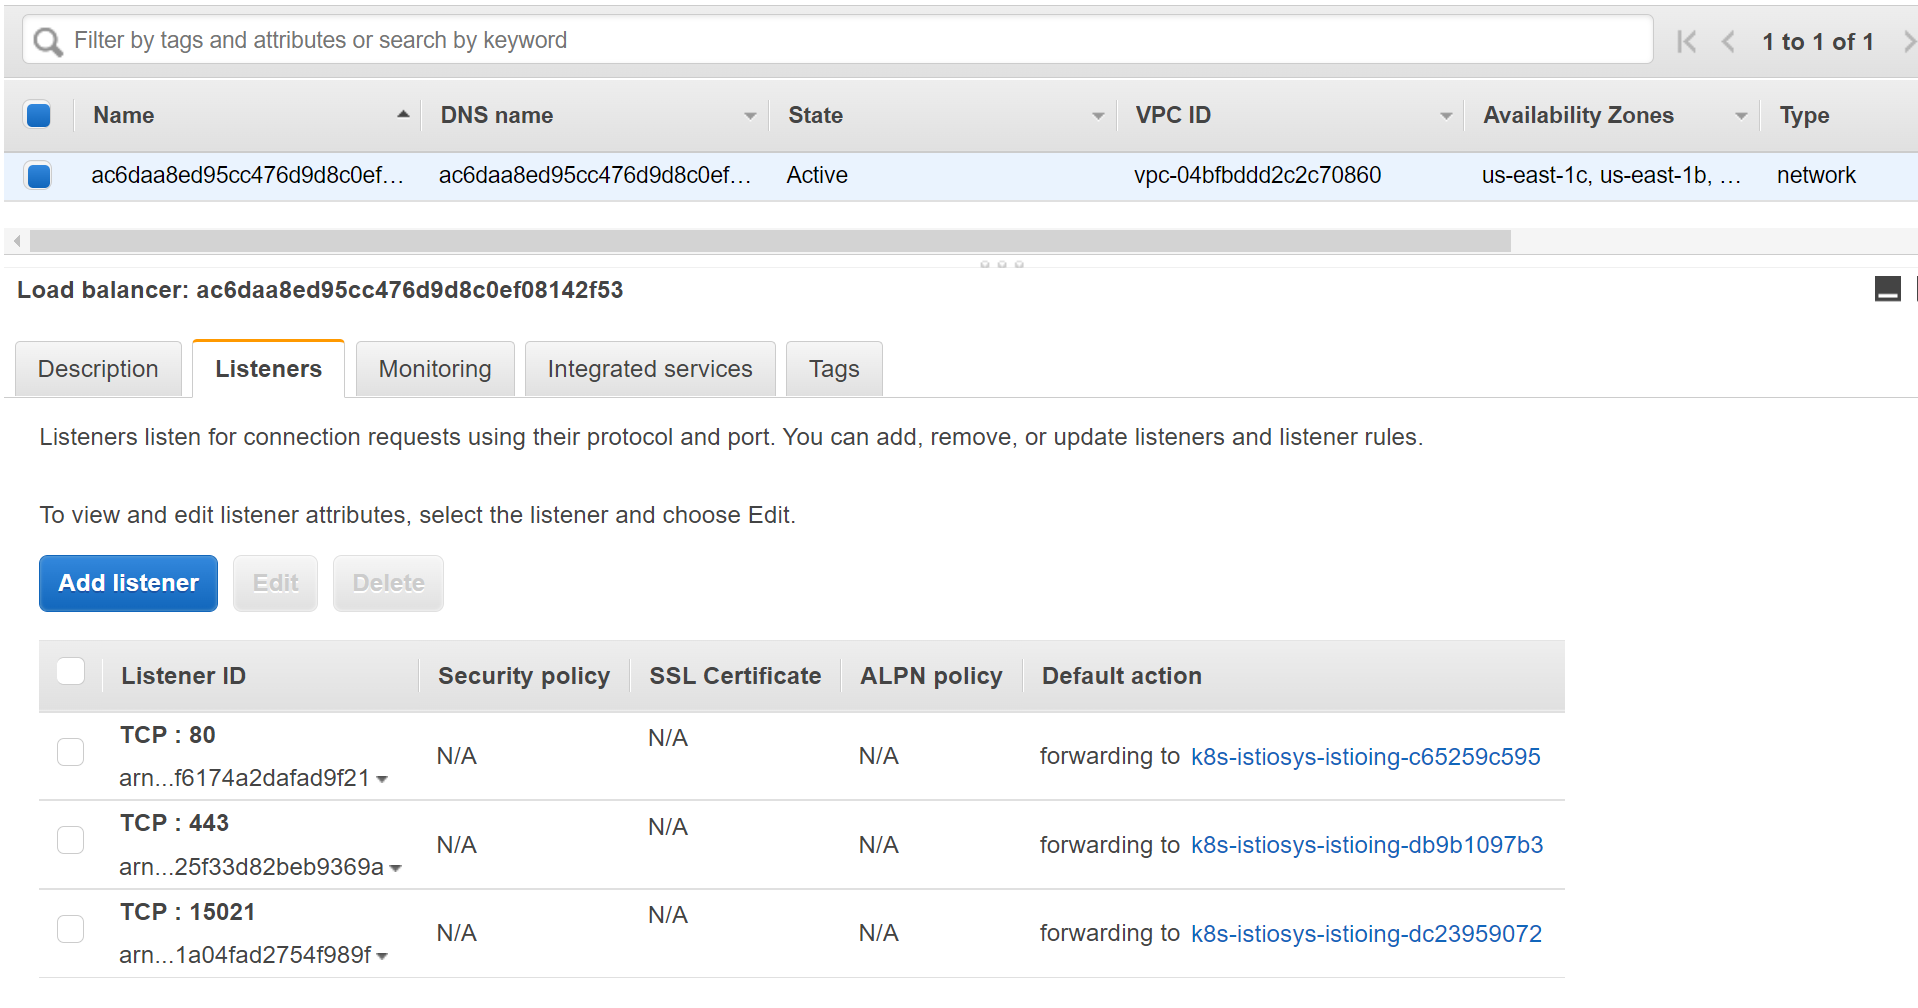 Filter by tags and attributes or search by keyword
1 to 1 of 1
Name DNS name State VPC ID Availability Zones Type
ac6daa8ed95cc476d9d8c0ef... ac6daa8ed95cc476d9d8c0ef... Active vpc-04bfbddd2c2c70860 us-east-1c, us-east-1b, ... network
Load balancer: ac6daa8ed95cc476d9d8c0ef08142f53
Description Listeners Monitoring Integrated services Tags
Listeners listen for connection requests using their protocol and port. You can add, remove, or update listeners and listener rules.
To view and edit listener attributes, select the listener and choose Edit.
Add listener Edit Delete
Listener ID Security policy SSL Certificate ALPN policy Default action
TCP : 80
arn...f6174a2dafad9f21 N/A N/A N/A forwarding to k8s-istiosys-istioing-c65259c595
TCP : 443
arn...25f33d82beb9369a N/A N/A N/A forwarding to k8s-istiosys-istioing-db9b1097b3
TCP : 15021
arn...1a04fad2754f989f N/A N/A N/A forwarding to k8s-istiosys-istioing-dc23959072